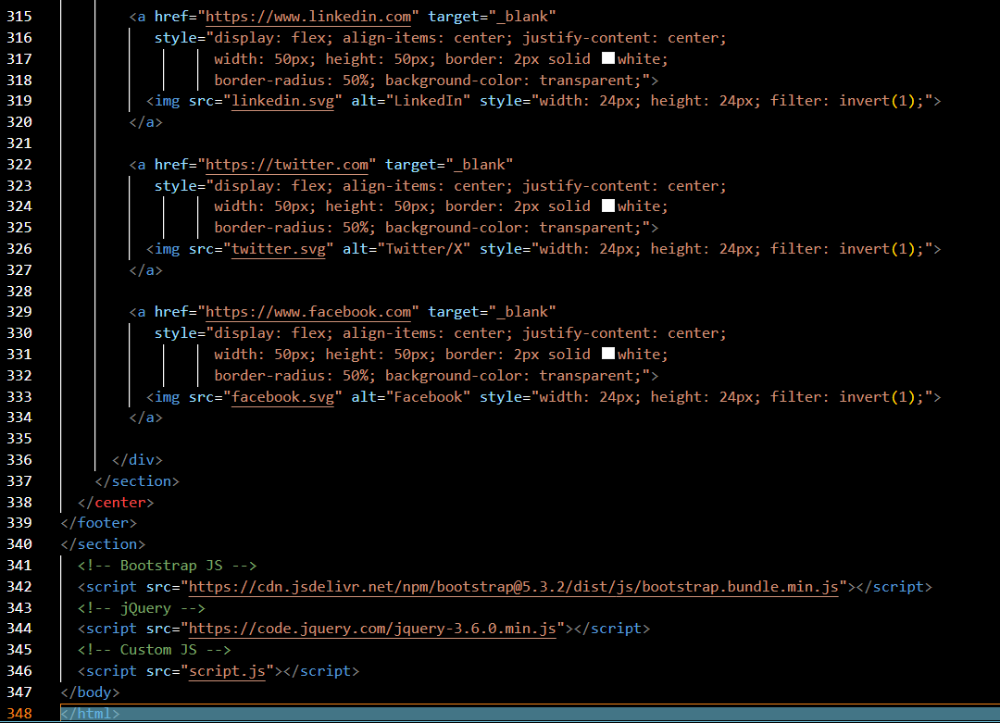 315 <a href="https://www.linkedin.com" target="_blank"
316 style="display: flex; align-items: center; justify-content: center;
317 width: 50px; height: 50px; border: 2px solid white;
318 border-radius: 50%; background-color: transparent;">
319 <img src="linkedin.svg" alt="LinkedIn" style="width: 24px; height: 24px; filter: invert(1);">
320 </a>
321
322 <a href="https://twitter.com" target="_blank"
323 style="display: flex; align-items: center; justify-content: center;
324 width: 50px; height: 50px; border: 2px solid white;
325 border-radius: 50%; background-color: transparent;">
326 <img src="twitter.svg" alt="Twitter/X" style="width: 24px; height: 24px; filter: invert(1);">
327 </a>
328
329 <a href="https://www.facebook.com" target="_blank"
330 style="display: flex; align-items: center; justify-content: center;
331 width: 50px; height: 50px; border: 2px solid white;
332 border-radius: 50%; background-color: transparent;">
333 <img src="facebook.svg" alt="Facebook" style="width: 24px; height: 24px; filter: invert(1);">
334 </a>
335
336 </div>
337 </section>
338 </center>
339 </footer>
340 </section>
341 <!-- Bootstrap JS -->
342 <script src="https://cdn.jsdelivr.net/npm/bootstrap@5.3.2/dist/js/bootstrap.bundle.min.js"></script>
343 <!-- jQuery -->
344 <script src="https://code.jquery.com/jquery-3.6.0.min.js"></script>
345 <!-- Custom JS -->
346 <script src="script.js"></script>
347 </body>
348 </html>